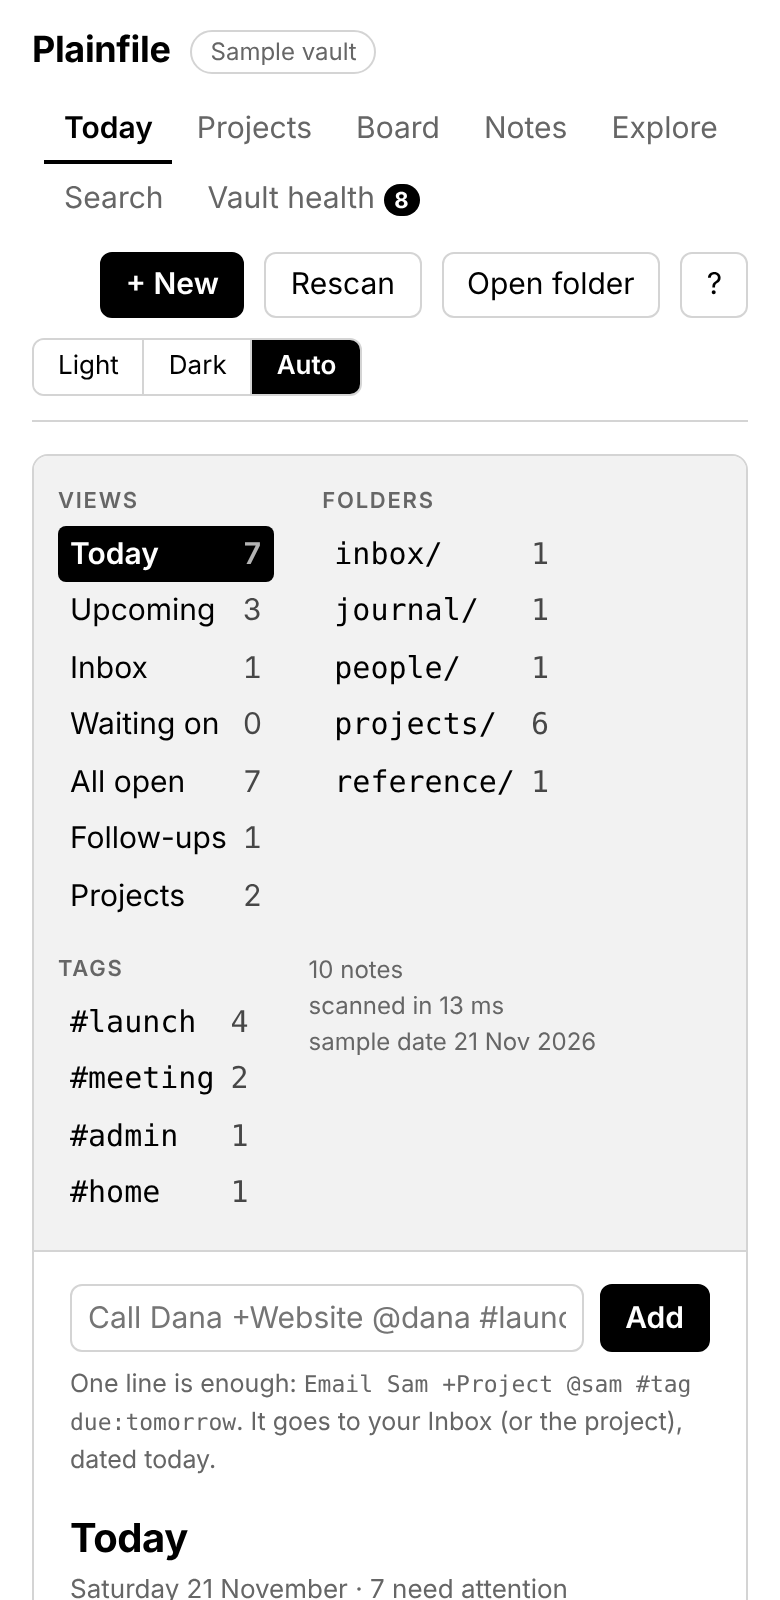 Plainfile Sample vault
Today Projects Board Notes Explore
Search Vault health 8
+ New Rescan Open folder ?
Light Dark Auto
VIEWS
Today 7
Upcoming 3
Inbox 1
Waiting on 0
All open 7
Follow-ups 1
Projects 2
FOLDERS
inbox/ 1
journal/ 1
people/ 1
projects/ 6
reference/ 1
TAGS
#launch 4
#meeting 2
#admin 1
#home 1
10 notes
scanned in 13 ms
sample date 21 Nov 2026
Call Dana +Website @dana #launc Add
One line is enough: Email Sam +Project @sam #tag
due:tomorrow. It goes to your Inbox (or the project),
dated today.
Today
Saturday 21 November · 7 need attention